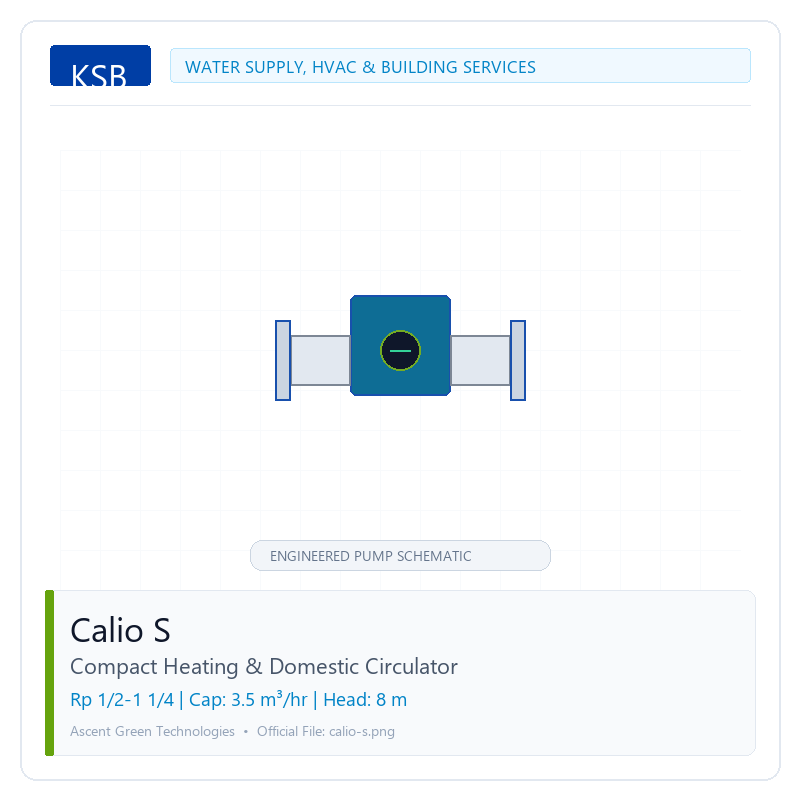 KSB
WATER SUPPLY, HVAC & BUILDING SERVICES
ENGINEERED PUMP SCHEMATIC
Calio S
Compact Heating & Domestic Circulator
Rp 1/2-1 1/4 | Cap: 3.5 m³/hr | Head: 8 m
Ascent Green Technologies • Official File: calio-s.png